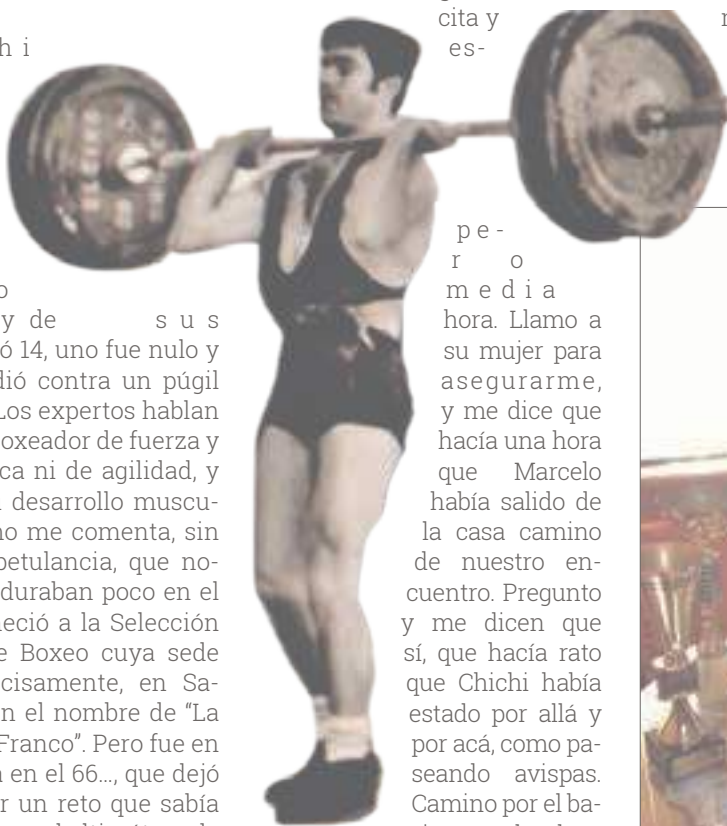 h i
o
y de sus
ó 14, uno fue nulo y
dió contra un púgil
Los expertos hablan
oxeador de fuerza y
ca ni de agilidad, y
desarrollo muscu-
no me comenta, sin
petulancia, que no-
duraban poco en el
neció a la Selección
e Boxeo cuya sede
cisamente, en Sa-
n el nombre de “La
Franco”. Pero fue en
a en el 66..., que dejó
r un reto que sabía
cita y
es-
pe-
r o
media
hora. Llamo a
su mujer para
asegurarme,
y me dice que
hacía una hora
que Marcelo
había salido de
la casa camino
de nuestro en-
cuentro. Pregunto
y me dicen que
sí, que hacía rato
que Chichi había
estado por allá y
por acá, como pa-
seando avispas.
Camino por el ba-